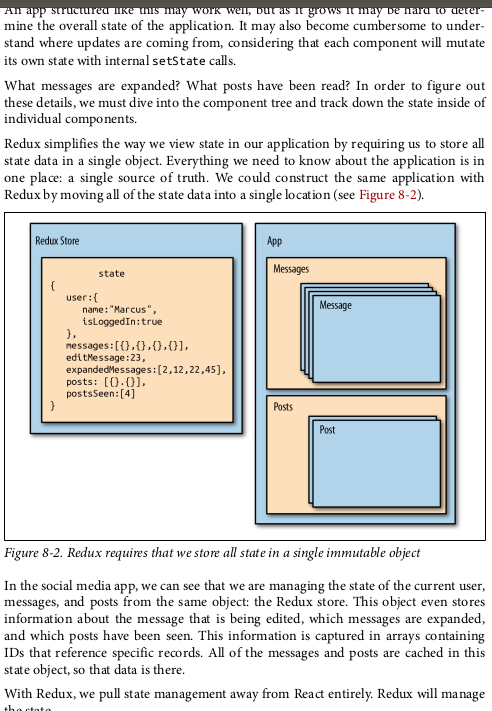 An app structured like this may work well, but as it grows it may be hard to deter-
mine the overall state of the application. It may also become cumbersome to under-
stand where updates are coming from, considering that each component will mutate
its own state with internal setState calls.
What messages are expanded? What posts have been read? In order to figure out
these details, we must dive into the component tree and track down the state inside of
individual components.
Redux simplifies the way we view state in our application by requiring us to store all
state data in a single object. Everything we need to know about the application is in
one place: a single source of truth. We could construct the same application with
Redux by moving all of the state data into a single location (see Figure 8-2).
Redux Store
state
{
user:{
name:"Marcus",
isLoggedIn:true
},
messages:[{},{},{},{}],
editMessage:23,
expandedMessages:[2,12,22,45],
posts: [{}.{}],
postsSeen:[4]
}
App
Messages
Message
Posts
Post
Figure 8-2. Redux requires that we store all state in a single immutable object
In the social media app, we can see that we are managing the state of the current user,
messages, and posts from the same object: the Redux store. This object even stores
information about the message that is being edited, which messages are expanded,
and which posts have been seen. This information is captured in arrays containing
IDs that reference specific records. All of the messages and posts are cached in this
state object, so that data is there.
With Redux, we pull state management away from React entirely. Redux will manage
the state.